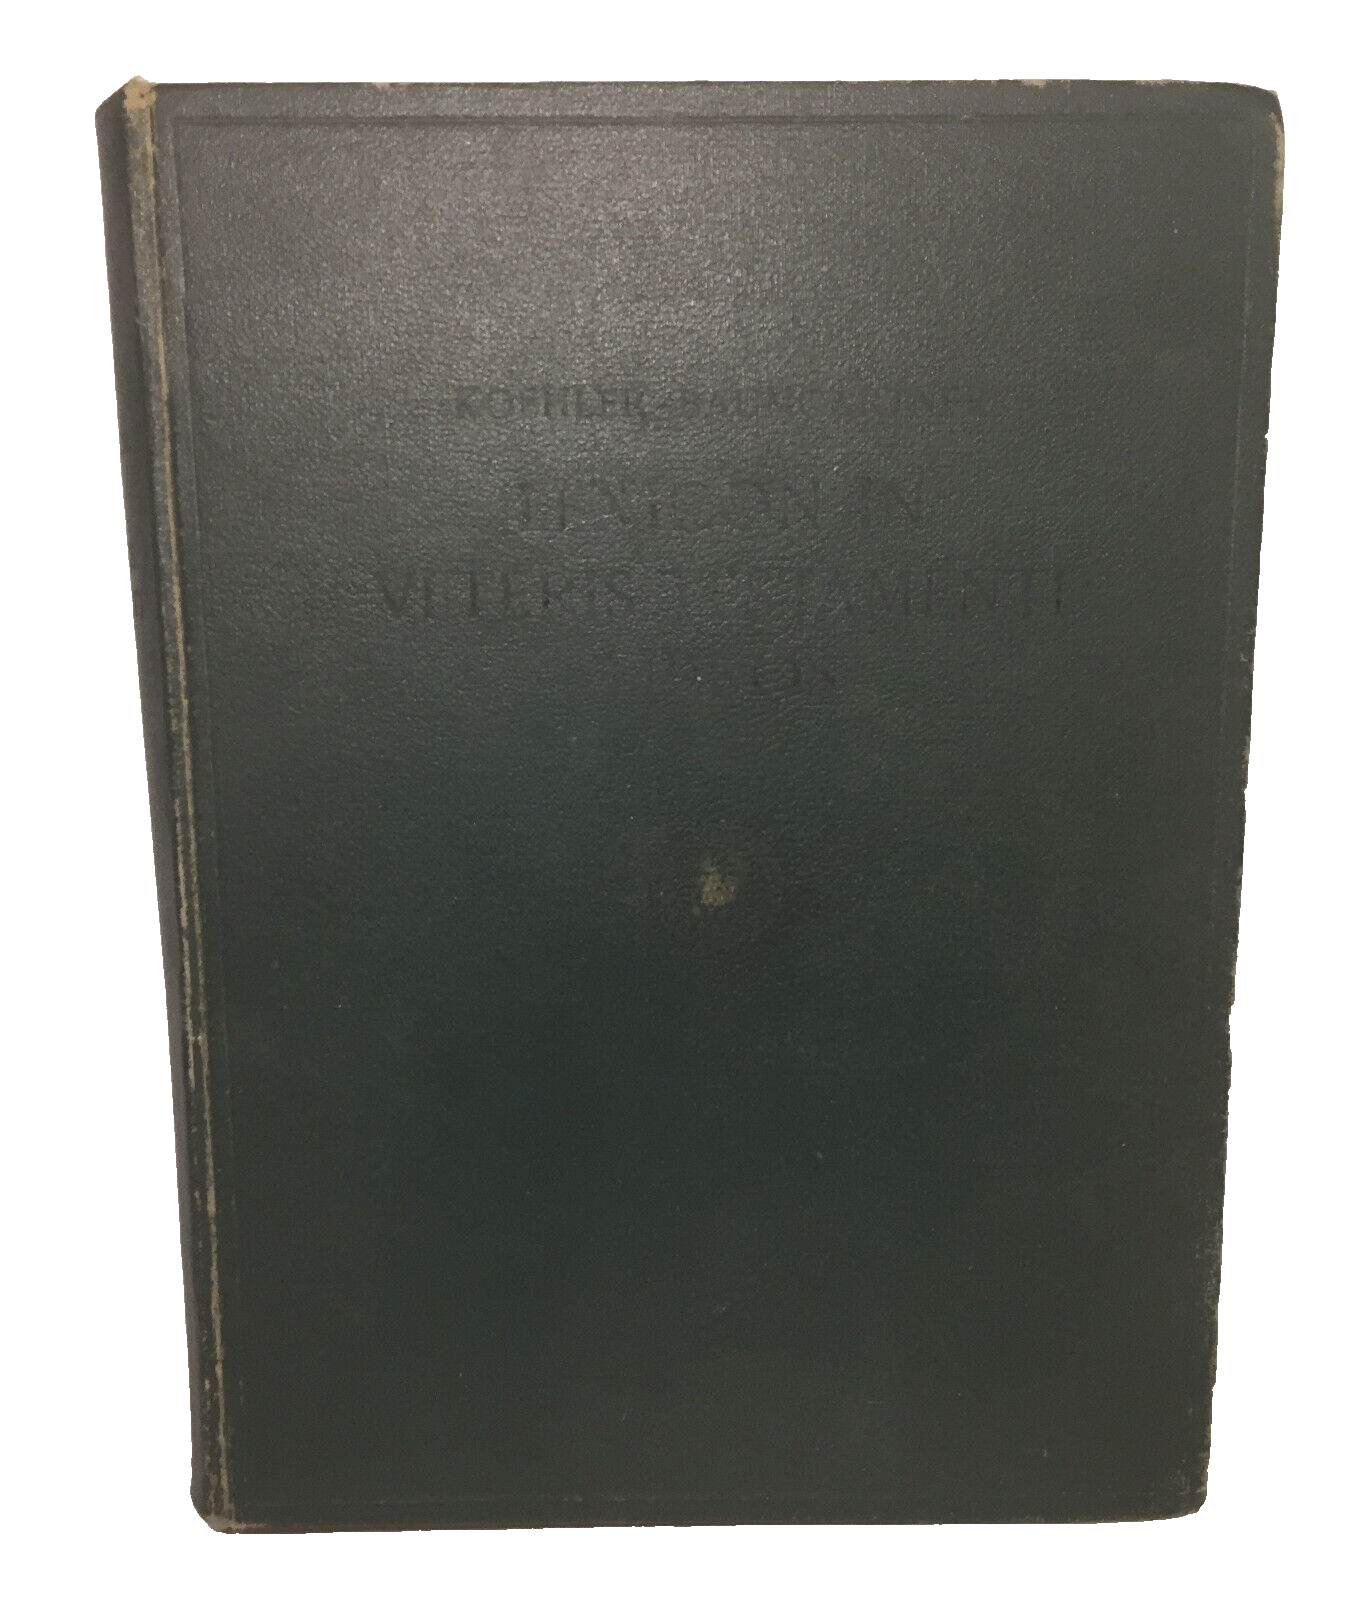 KOEHLER-BAUMGARTNER
LEXICON IN
VETERIS TESTAMENTI